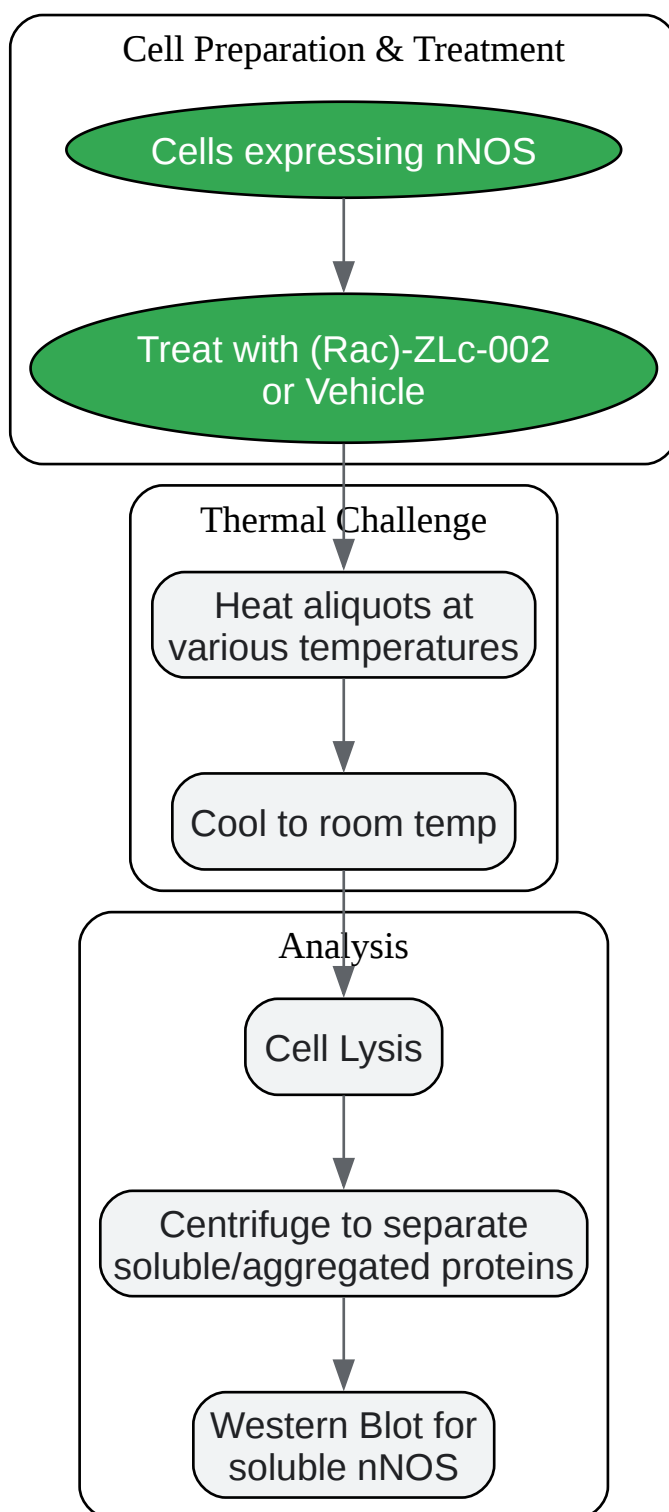 Cell Preparation & Treatment
Cells expressing nNOS
Treat with (Rac)-ZLc-002
or Vehicle
Thermal Challenge
Heat aliquots at
various temperatures
Cool to room temp
Analysis
Cell Lysis
Centrifuge to separate
soluble/aggregated proteins
Western Blot for
soluble nNOS